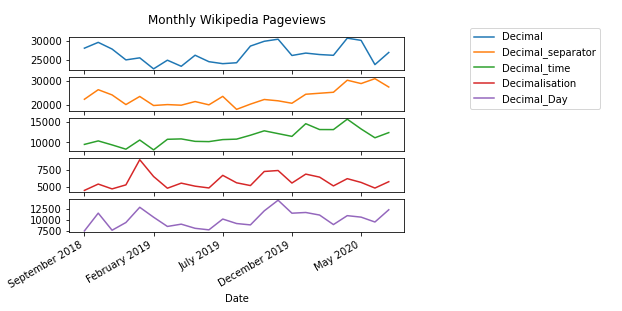 Monthly Wikipedia Pageviews
30000
25000
30000
20000
15000
10000
7500
5000
12500
10000
7500
September 2018
February 2019
July 2019
December 2019
May 2020
Date
Decimal
Decimal_separator
Decimal_time
Decimalisation
Decimal_Day